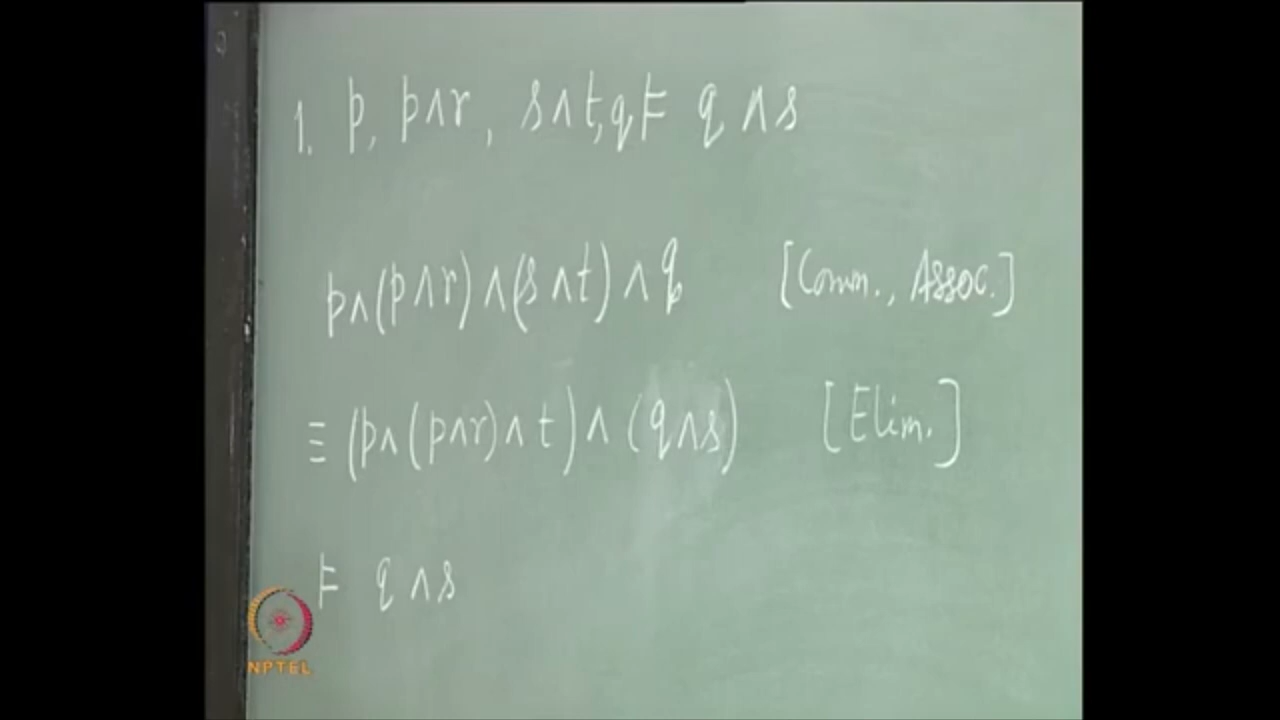 1. p, p∧r, s∧t, q ⊨ q ∧ s
p∧(p∧r)∧(s∧t)∧q [Comm., Assoc.]
≡ (p∧(p∧r)∧t)∧(q∧s) [Elim.]
⊨ q∧s
NPTEL